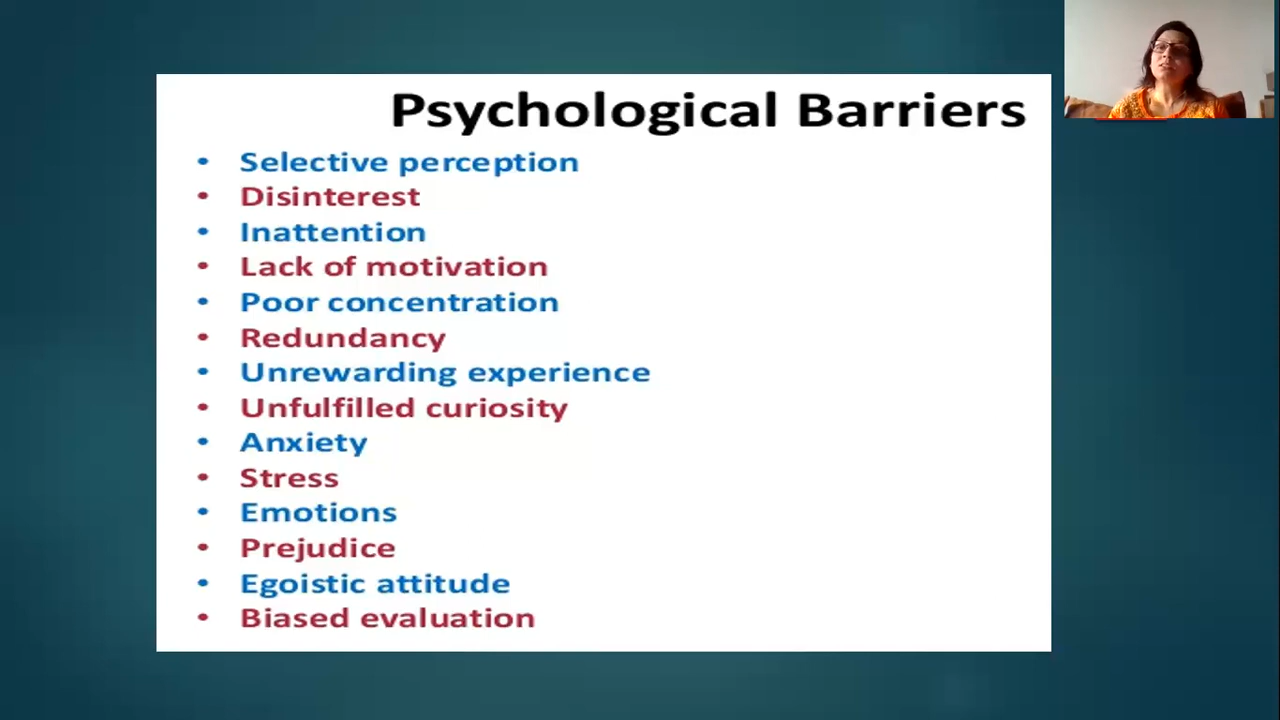 Psychological Barriers
• Selective perception
• Disinterest
• Inattention
• Lack of motivation
• Poor concentration
• Redundancy
• Unrewarding experience
• Unfulfilled curiosity
• Anxiety
• Stress
• Emotions
• Prejudice
• Egoistic attitude
• Biased evaluation